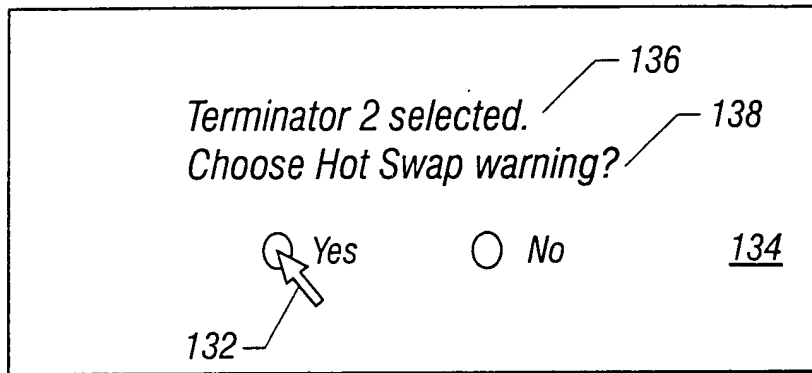 136
Terminator 2 selected.
138
Choose Hot Swap warning?
Yes No 134
132